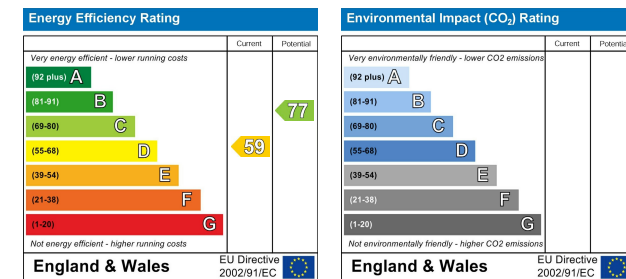 Energy Efficiency Rating
Current Potential
Very energy efficient - lower running costs
(92 plus) A
(81-91) B
(69-80) C
(55-68) D
(39-54) E
(21-38) F
(1-20) G
59
77
Not energy efficient - higher running costs
England & Wales
EU Directive
2002/91/EC
Environmental Impact (CO₂) Rating
Current Potential
Very environmentally friendly - lower CO2 emissions
(92 plus) A
(81-91) B
(69-80) C
(55-68) D
(39-54) E
(21-38) F
(1-20) G
Not environmentally friendly - higher CO2 emissions
England & Wales
EU Directive
2002/91/EC